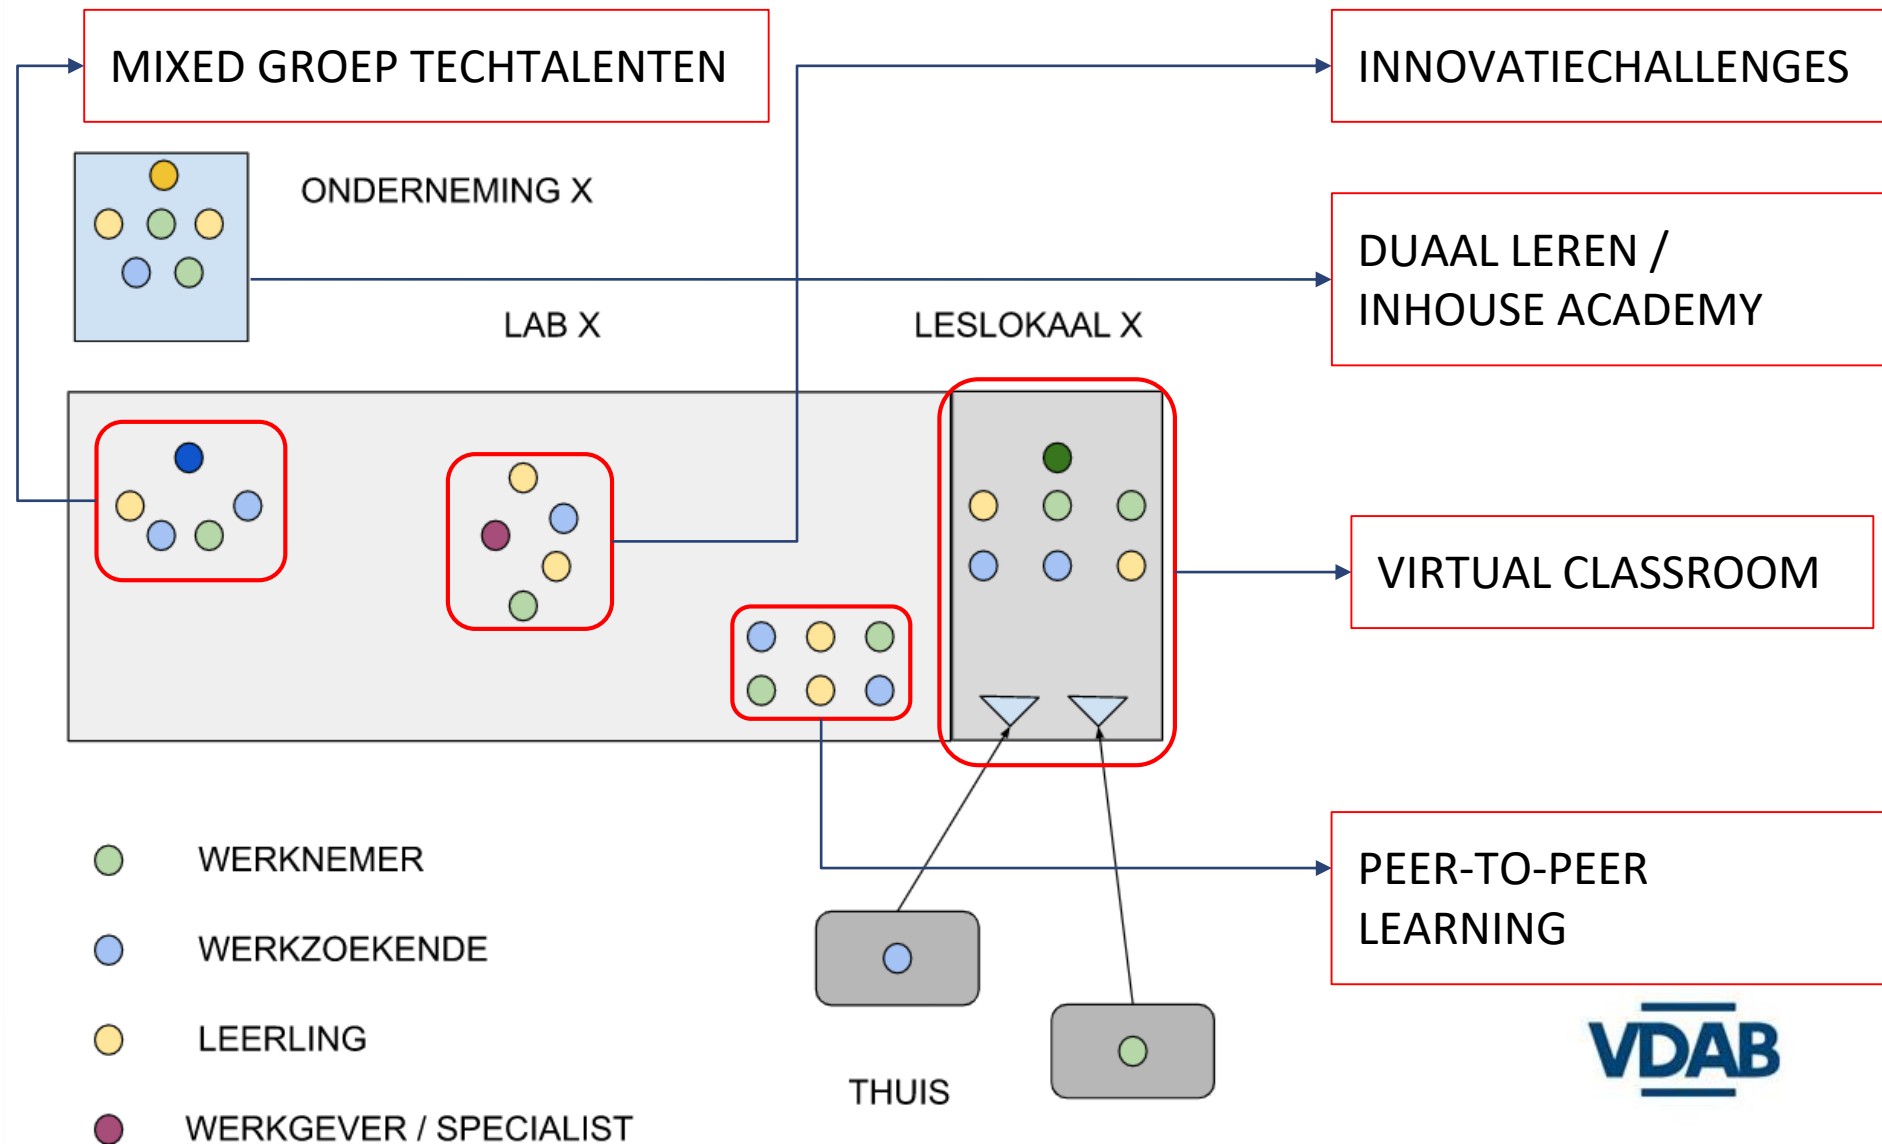 MIXED GROEP TECHTALENTEN
INNOVATIECHALLENGES
ONDERNEMING X
DUAAL LEREN /
INHOUSE ACADEMY
LAB X
LESLOKAAL X
VIRTUAL CLASSROOM
PEER-TO-PEER
LEARNING
WERKNEMER
WERKZOEKENDE
LEERLING
WERKGEVER / SPECIALIST
THUIS
VDAB